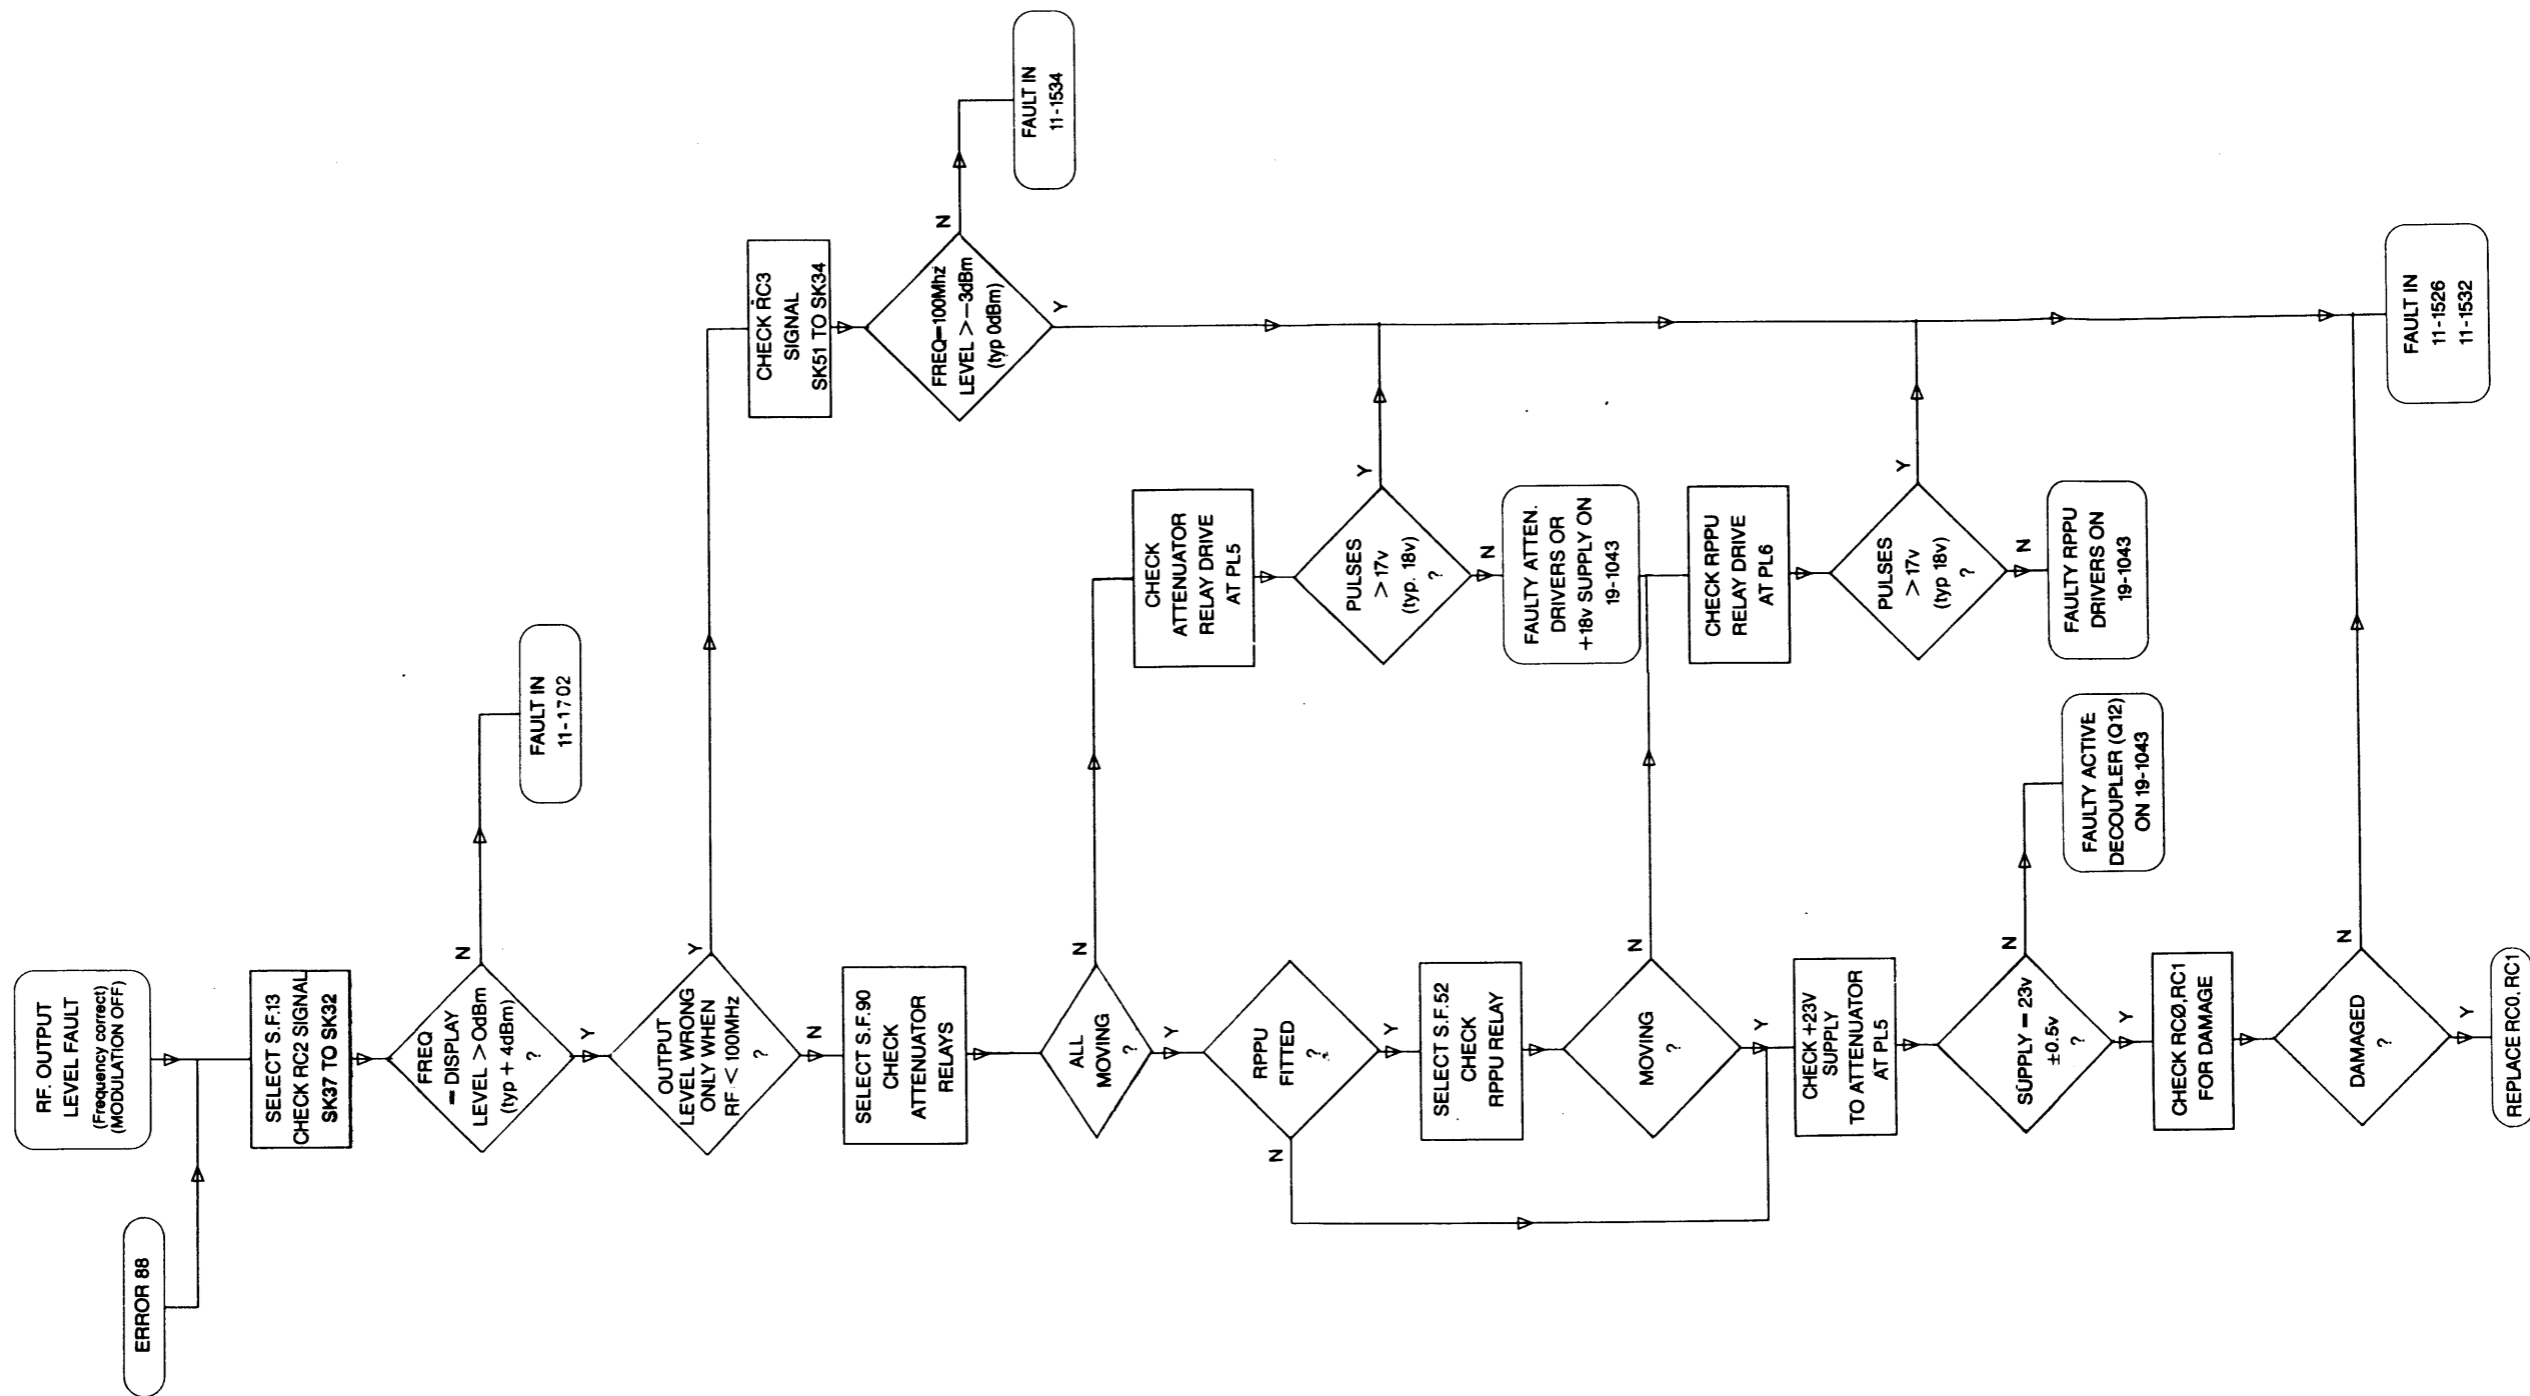 RF. OUTPUT
LEVEL FAULT
(Frequency correct)
(MODULATION OFF)
ERROR 88
SELECT S.F.13
CHECK RC2 SIGNAL
SK37 TO SK32
FREQ
= DISPLAY
LEVEL > 0dBm
(typ + 4dBm)
?
N
Y
FAULT IN
11-1702
OUTPUT
LEVEL WRONG
ONLY WHEN
RF < 100MHz
?
Y
N
CHECK RC3
SIGNAL
SK51 TO SK34
FREQ=100Mhz
LEVEL >-3dBm
(typ 0dBm)
N
Y
FAULT IN
11-1534
SELECT S.F.90
CHECK
ATTENUATOR
RELAYS
ALL
MOVING
?
N
Y
CHECK
ATTENUATOR
RELAY DRIVE
AT PL5
PULSES
> 17v
(typ. 18v)
?
Y
N
FAULTY ATTEN.
DRIVERS OR
+18v SUPPLY ON
19-1043
RPPU
FITTED
?
N
Y
SELECT S.F.52
CHECK
RPPU RELAY
MOVING
?
N
Y
CHECK RPPU
RELAY DRIVE
AT PL6
PULSES
> 17v
(typ 18v)
?
Y
N
FAULTY RPPU
DRIVERS ON
19-1043
CHECK +23V
SUPPLY
TO ATTENUATOR
AT PL5
SUPPLY = 23v
±0.5v
?
N
Y
FAULTY ACTIVE
DECOUPLER (Q12)
ON 19-1043
CHECK RCØ,RC1
FOR DAMAGE
DAMAGED
?
N
Y
FAULT IN
11-1526
11-1532
REPLACE RC0, RC1